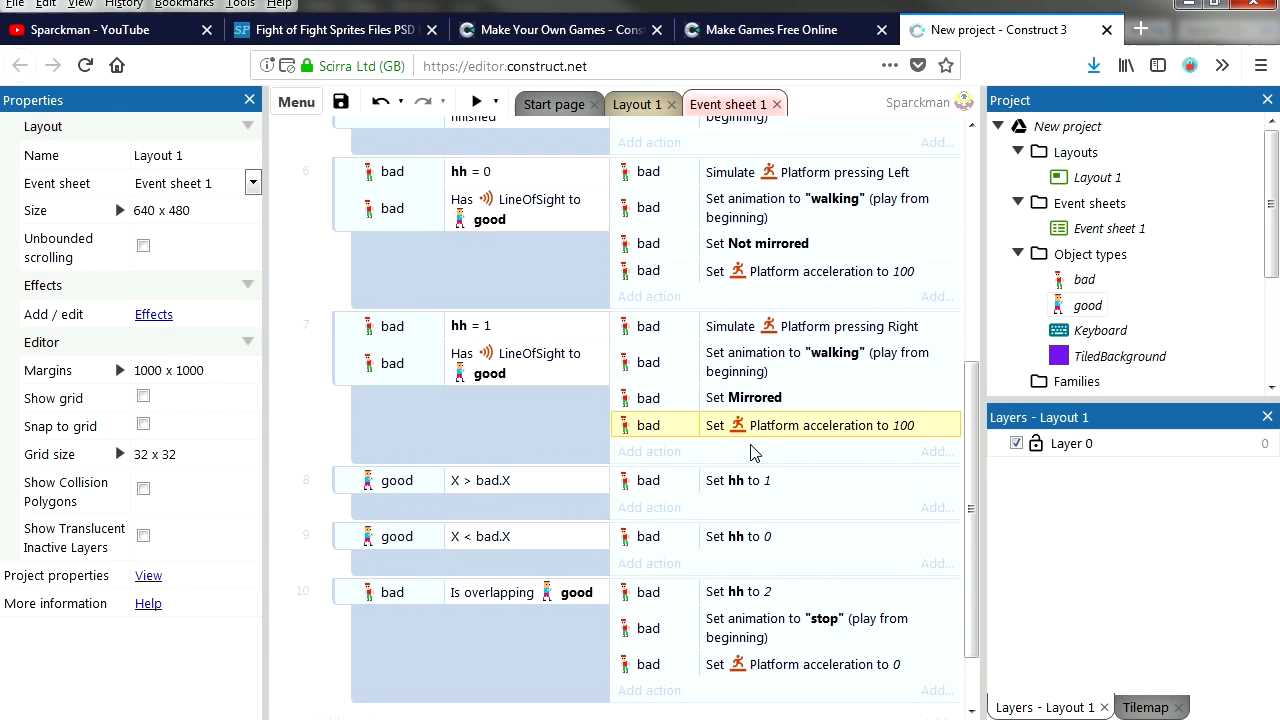 File Edit View History Bookmarks Tools Help
Sparckman - YouTube
Fight of Fight Sprites Files PSD
Make Your Own Games - Cons
Make Games Free Online
New project - Construct 3
Scirra Ltd (GB)
https://editor.construct.net
Properties
Menu
Start page
Layout 1
Event sheet 1
Sparckman
Layout
Name
Layout 1
Event sheet
Event sheet 1
Size
640 x 480
Unbounded
scrolling
Effects
Add / edit
Effects
Editor
Margins
1000 x 1000
Show grid
Snap to grid
Grid size
32 x 32
Show Collision
Polygons
Show Translucent
Inactive Layers
Project properties
View
More information
Help
finished
beginning)
Add action
Add...
6
bad
hh = 0
bad
Has LineOfSight to
good
bad
Simulate Platform pressing Left
bad
Set animation to "walking" (play from
beginning)
bad
Set Not mirrored
bad
Set Platform acceleration to 100
Add action
Add...
7
bad
hh = 1
bad
Has LineOfSight to
good
bad
Simulate Platform pressing Right
bad
Set animation to "walking" (play from
beginning)
bad
Set Mirrored
bad
Set Platform acceleration to 100
Add action
Add...
8
good
X > bad.X
bad
Set hh to 1
Add action
Add...
9
good
X < bad.X
bad
Set hh to 0
Add action
Add...
10
bad
Is overlapping good
bad
Set hh to 2
bad
Set animation to "stop" (play from
beginning)
bad
Set Platform acceleration to 0
Add action
Add...
Project
New project
Layouts
Layout 1
Event sheets
Event sheet 1
Object types
bad
good
Keyboard
TiledBackground
Families
Layers - Layout 1
Layer 0
0
Layers - Layout 1
Tilemap